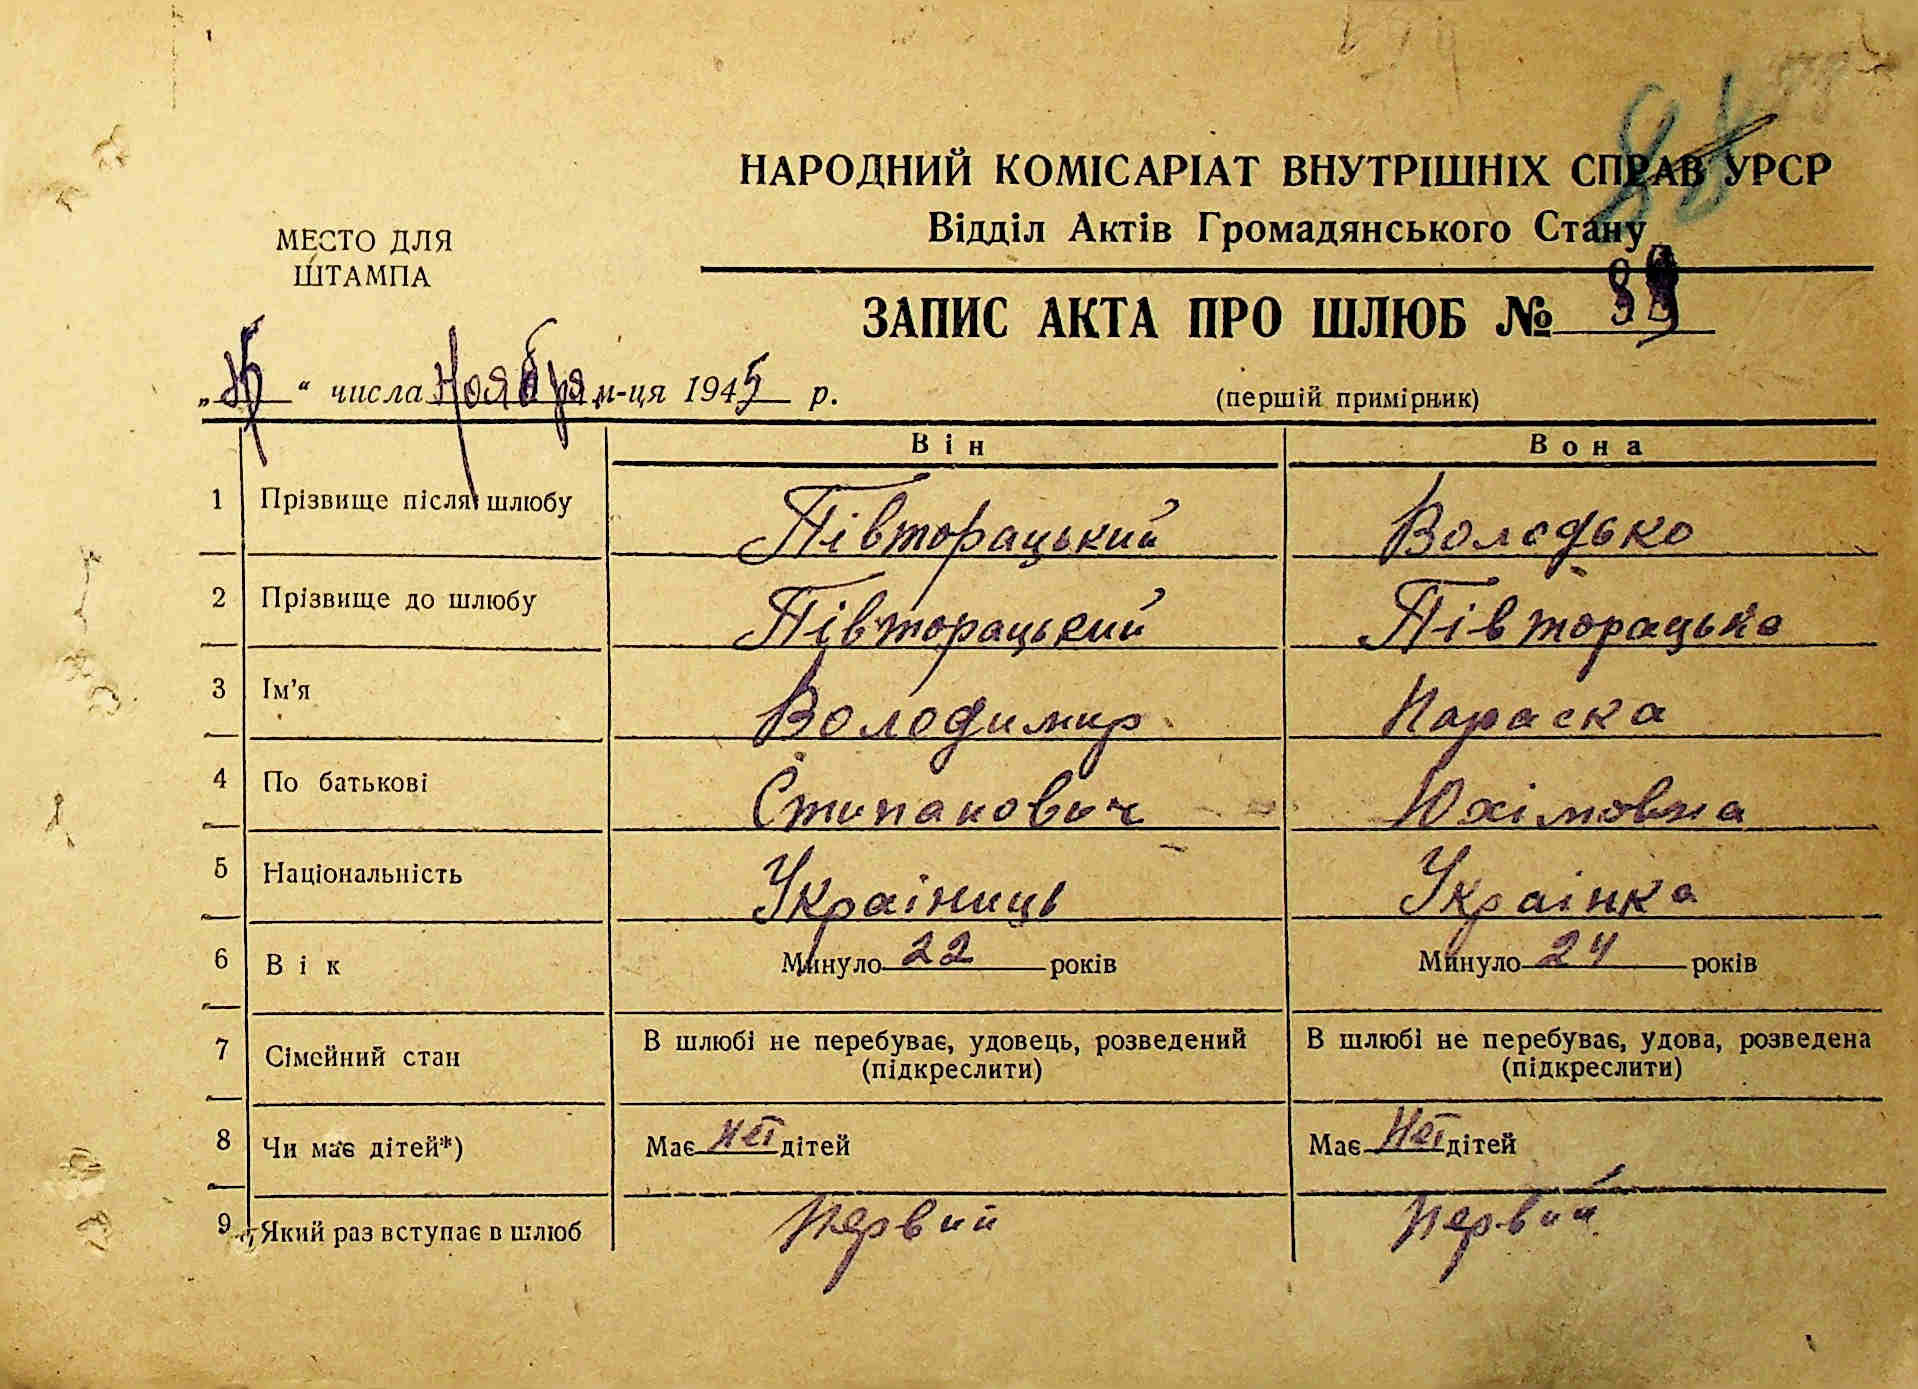 НАРОДНИЙ КОМІСАРІАТ ВНУТРІШНІХ СПРАВ УРСР
Відділ Актів Громадянського Стану
МЕСТО ДЛЯ
ШТАМПА
ЗАПИС АКТА ПРО ШЛЮБ №
„ “ числа Ноября м-ця 1945 р.
(першій примірник)
Він Вона
1 Прізвище після шлюбу Півторацький Володько
2 Прізвище до шлюбу Півторацький Півторацька
3 Ім’я Володимир Параска
4 По батькові Стипанович Юхімовна
5 Національність Украіниць Украінка
6 Вік Минуло 22 років Минуло 24 років
7 Сімейний стан В шлюбі не перебуває, удовець, розведений (підкреслити) В шлюбі не перебуває, удова, розведена (підкреслити)
8 Чи має дітей*) Має нет дітей Має нет дітей
9 Який раз вступає в шлюб Первий Первий